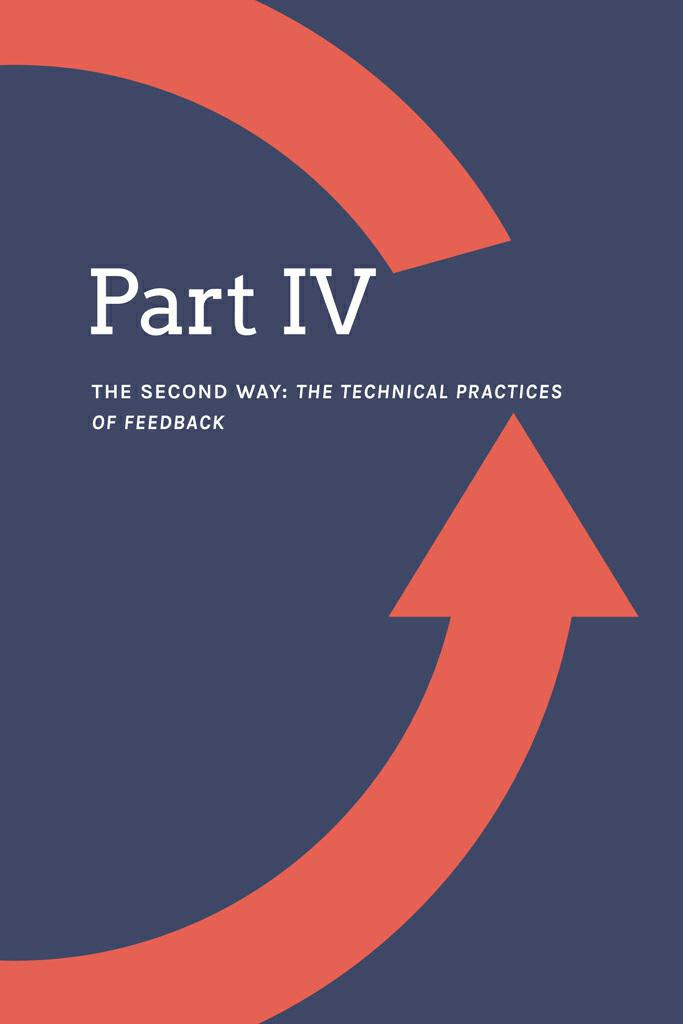 Part IV
THE SECOND WAY: THE TECHNICAL PRACTICES
OF FEEDBACK